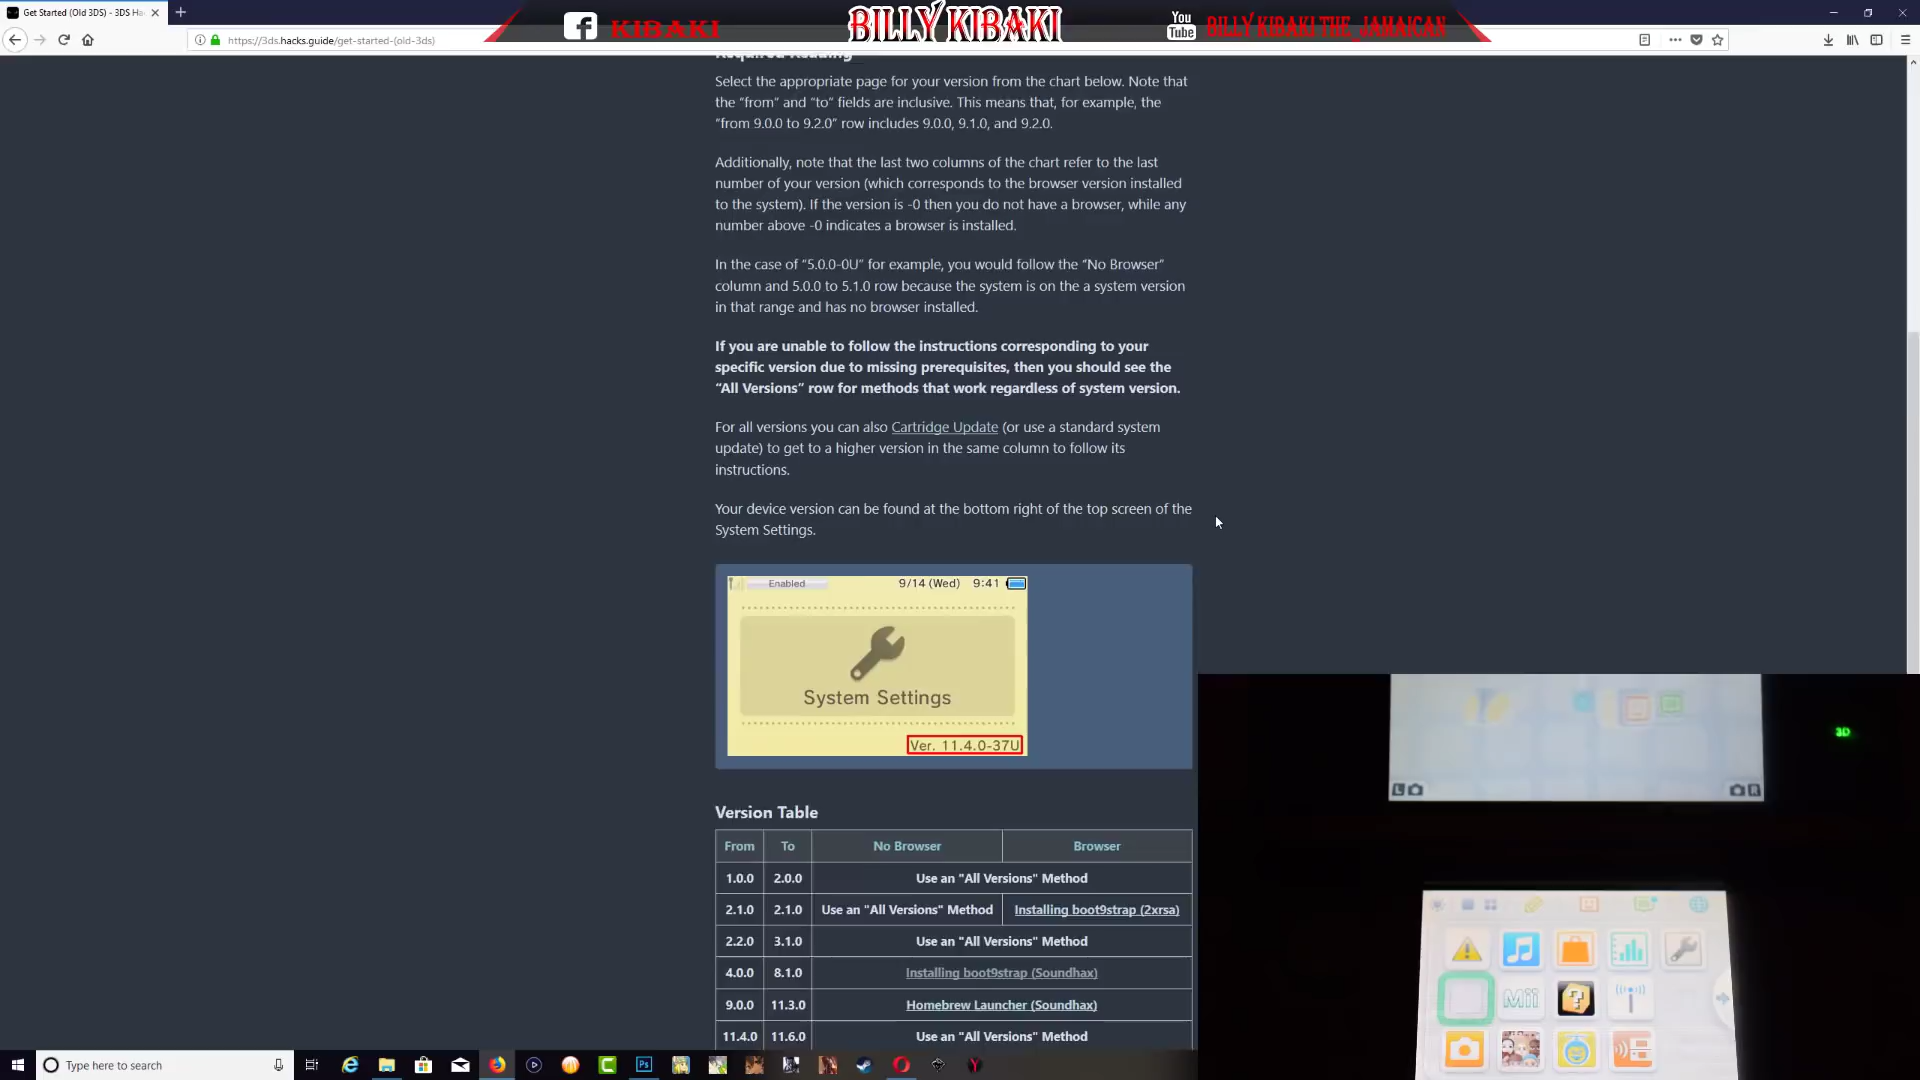 Get Started (Old 3DS) - 3DS Ha
KIBAKI
BILLY KIBAKI
You Tube
BILLY KIBAKI THE_JAMAICAN
https://3ds.hacks.guide/get-started-(old-3ds)
Required Reading
Select the appropriate page for your version from the chart below. Note that
the “from” and “to” fields are inclusive. This means that, for example, the
“from 9.0.0 to 9.2.0” row includes 9.0.0, 9.1.0, and 9.2.0.
Additionally, note that the last two columns of the chart refer to the last
number of your version (which corresponds to the browser version installed
to the system). If the version is -0 then you do not have a browser, while any
number above -0 indicates a browser is installed.
In the case of “5.0.0-0U” for example, you would follow the “No Browser”
column and 5.0.0 to 5.1.0 row because the system is on the a system version
in that range and has no browser installed.
If you are unable to follow the instructions corresponding to your
specific version due to missing prerequisites, then you should see the
“All Versions” row for methods that work regardless of system version.
For all versions you can also Cartridge Update (or use a standard system
update) to get to a higher version in the same column to follow its
instructions.
Your device version can be found at the bottom right of the top screen of the
System Settings.
Enabled 9/14 (Wed) 9:41
System Settings
Ver. 11.4.0-37U
Version Table
From To No Browser Browser
1.0.0 2.0.0 Use an "All Versions" Method
2.1.0 2.1.0 Use an "All Versions" Method Installing boot9strap (2xrsa)
2.2.0 3.1.0 Use an "All Versions" Method
4.0.0 8.1.0 Installing boot9strap (Soundhax)
9.0.0 11.3.0 Homebrew Launcher (Soundhax)
11.4.0 11.6.0 Use an "All Versions" Method
3D
L R
Mii
Type here to search